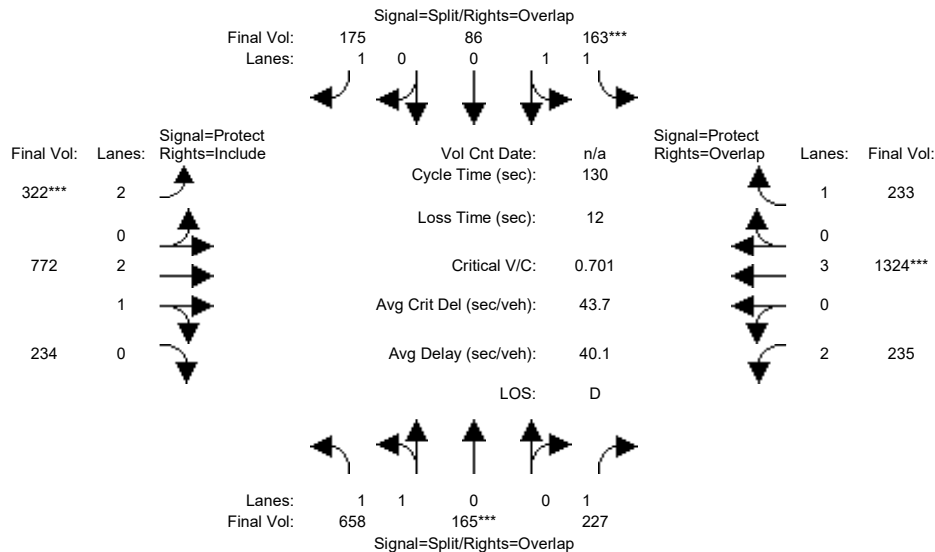 Signal=Split/Rights=Overlap
Final Vol: 175 86 163***
Lanes: 1 0 0 1 1
Signal=Protect Signal=Protect
Final Vol: Lanes: Rights=Include Vol Cnt Date: n/a Rights=Overlap Lanes: Final Vol:
Cycle Time (sec): 130
322*** 2 1 233
Loss Time (sec): 12
0 0
772 2 Critical V/C: 0.701 3 1324***
1 Avg Crit Del (sec/veh): 43.7 0
234 0 Avg Delay (sec/veh): 40.1 2 235
LOS: D
Lanes: 1 1 0 0 1
Final Vol: 658 165*** 227
Signal=Split/Rights=Overlap